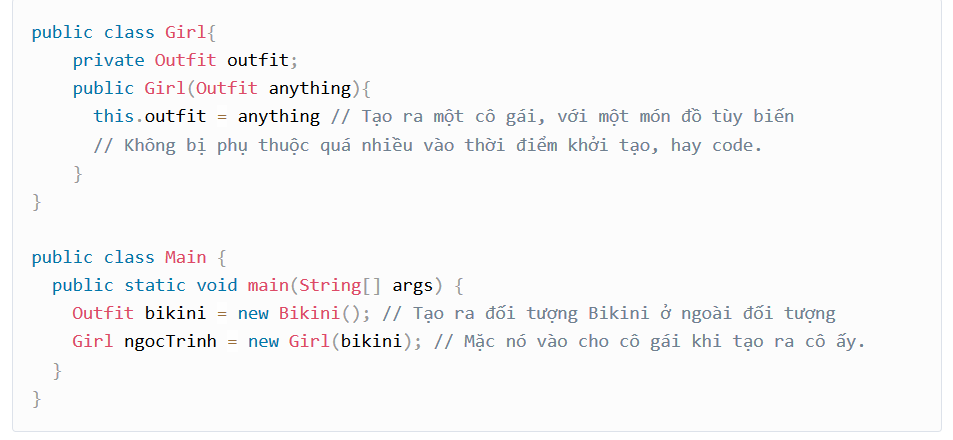 public class Girl{
    private Outfit outfit;
    public Girl(Outfit anything){
      this.outfit = anything // Tạo ra một cô gái, với một món đồ tùy biến
      // Không bị phụ thuộc quá nhiều vào thời điểm khởi tạo, hay code.
    }
}

public class Main {
  public static void main(String[] args) {
    Outfit bikini = new Bikini(); // Tạo ra đối tượng Bikini ở ngoài đối tượng
    Girl ngocTrinh = new Girl(bikini); // Mặc nó vào cho cô gái khi tạo ra cô ấy.
  }
}